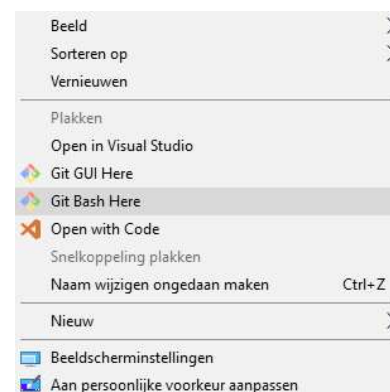 Beeld
Sorteren op
Vernieuwen
Plakken
Open in Visual Studio
Git GUI Here
Git Bash Here
Open with Code
Snelkoppeling plakken
Naam wijzigen ongedaan maken Ctrl+Z
Nieuw
Beeldscherminstellingen
Aan persoonlijke voorkeur aanpassen